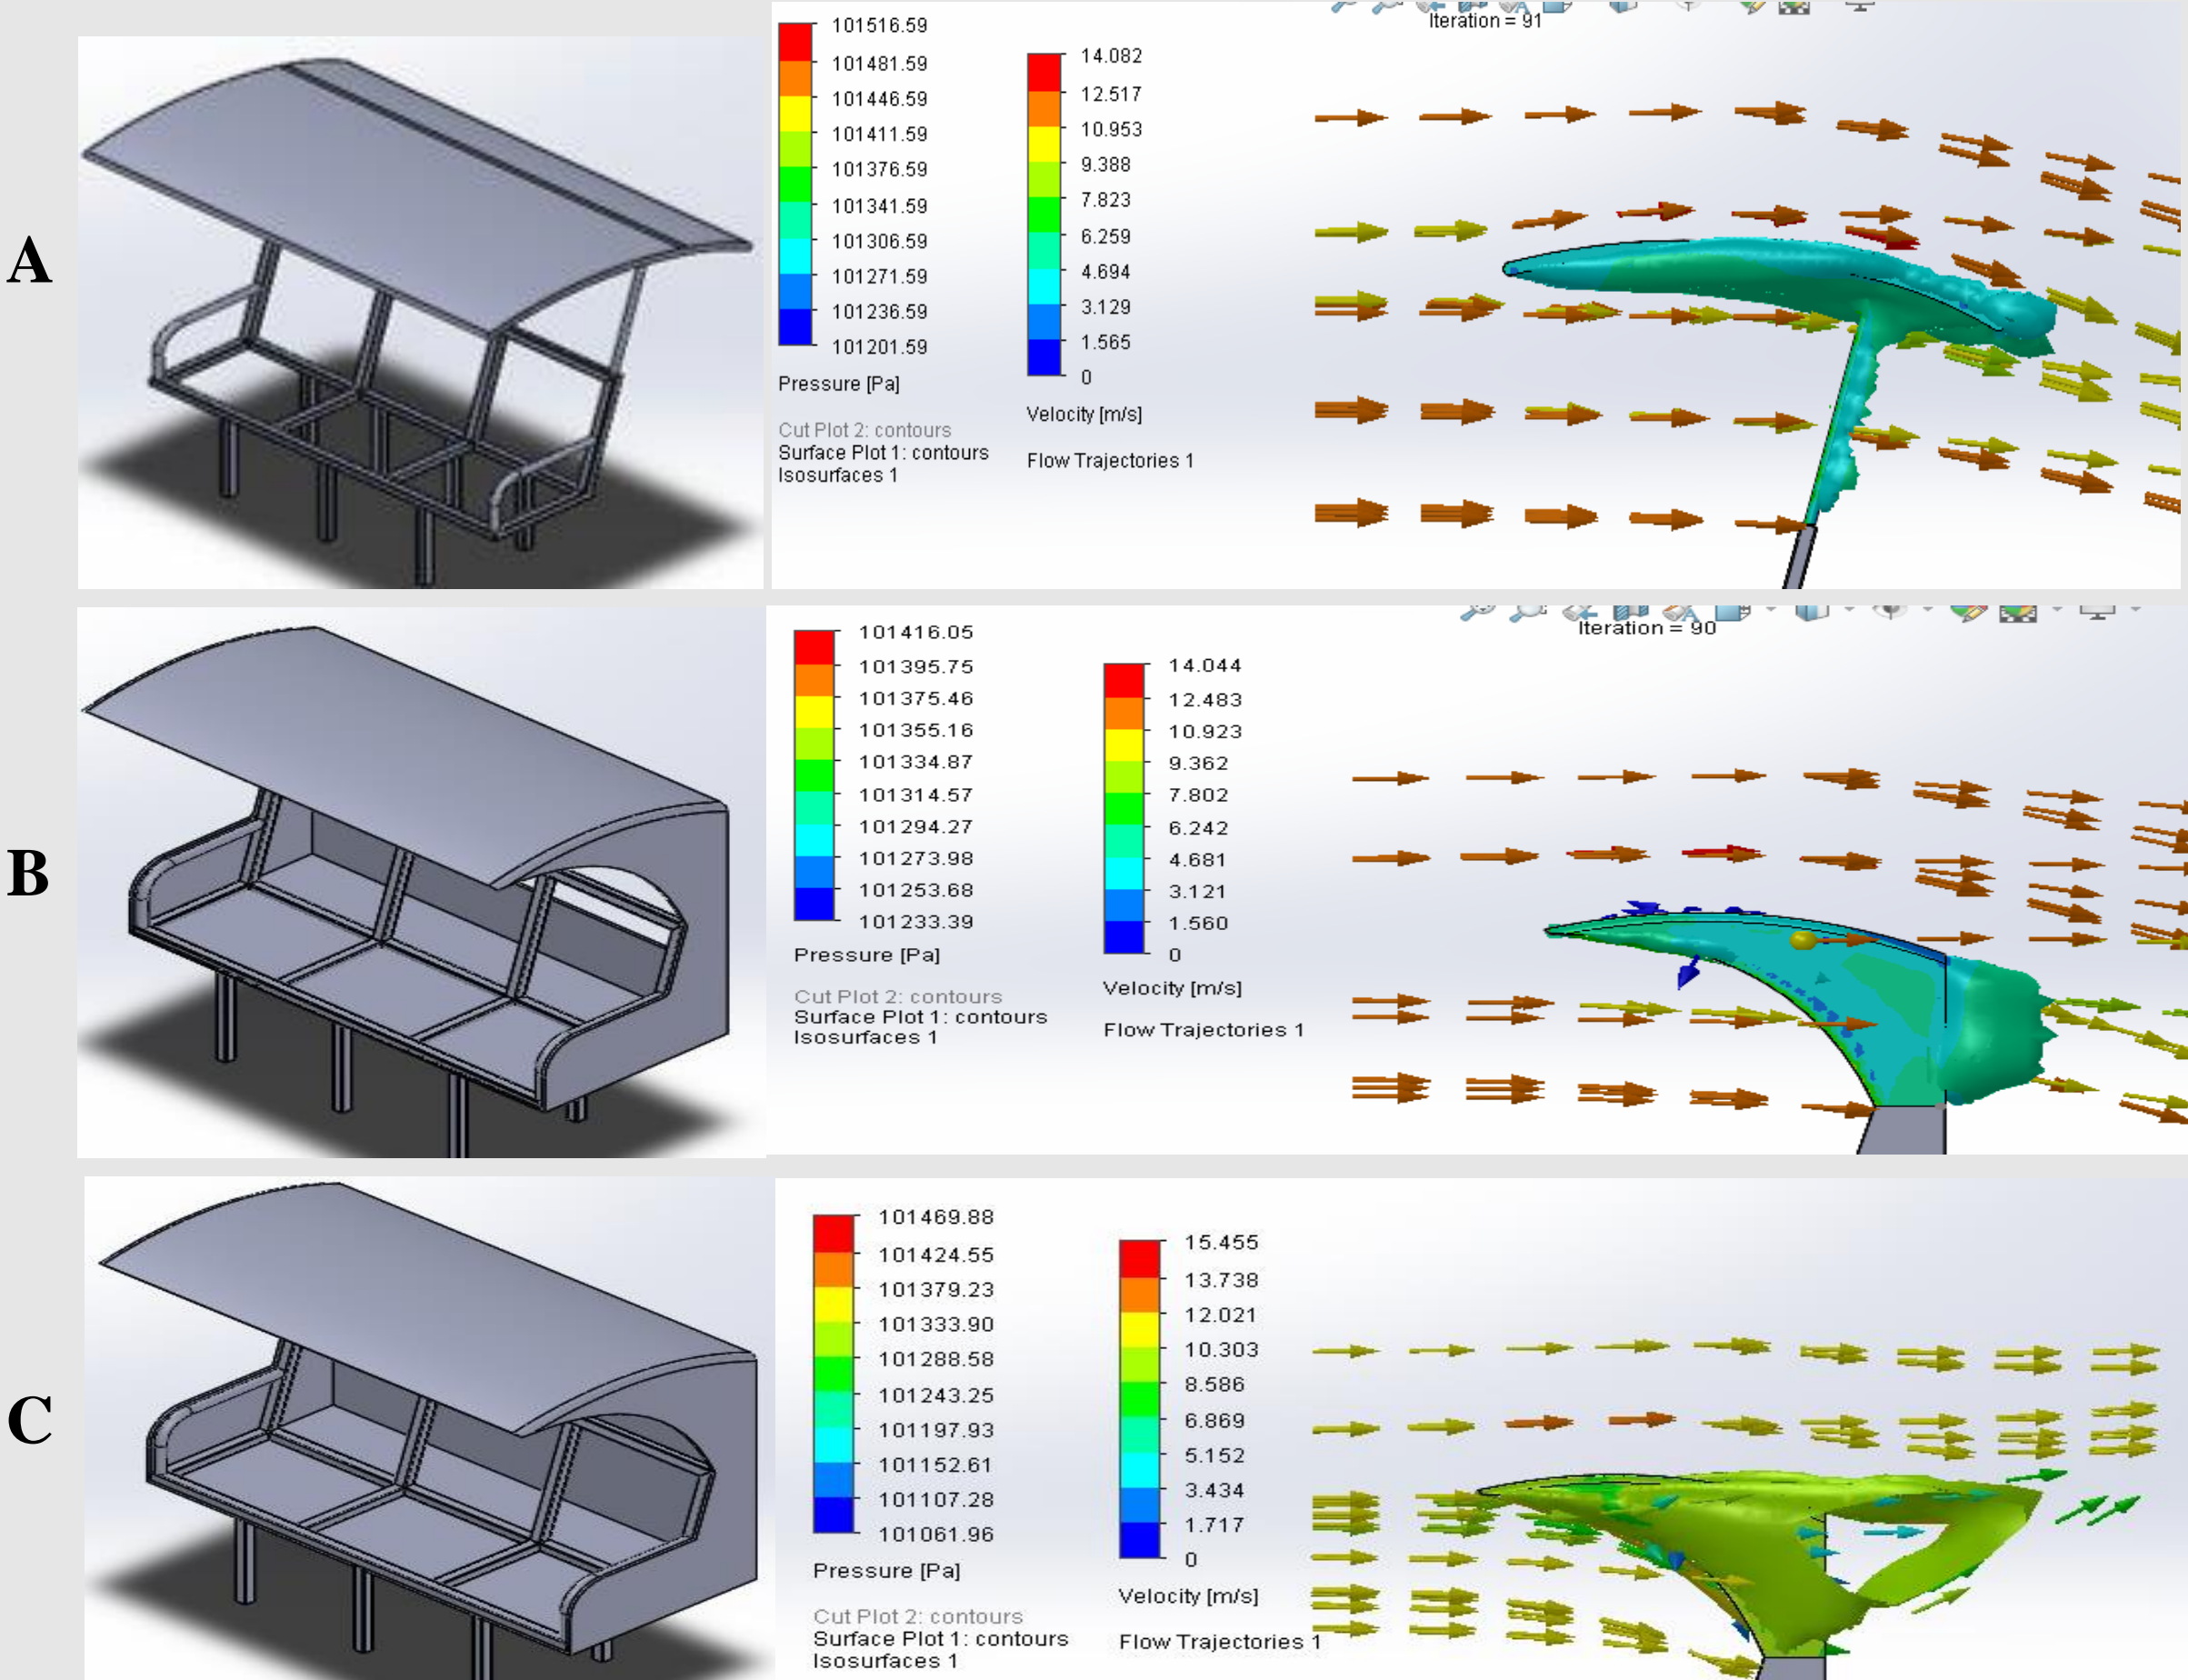 A
101516.59
101481.59
101446.59
101411.59
101376.59
101341.59
101306.59
101271.59
101236.59
101201.59
Pressure [Pa]
Cut Plot 2: contours
Surface Plot 1: contours
Isosurfaces 1
14.082
12.517
10.953
9.388
7.823
6.259
4.694
3.129
1.565
0
Velocity [m/s]
Flow Trajectories 1
Iteration = 91
B
101416.05
101395.75
101375.46
101355.16
101334.87
101314.57
101294.27
101273.98
101253.68
101233.39
Pressure [Pa]
Cut Plot 2: contours
Surface Plot 1: contours
Isosurfaces 1
14.044
12.483
10.923
9.362
7.802
6.242
4.681
3.121
1.560
0
Velocity [m/s]
Flow Trajectories 1
Iteration = 90
C
101469.88
101424.55
101379.23
101333.90
101288.58
101243.25
101197.93
101152.61
101107.28
101061.96
Pressure [Pa]
Cut Plot 2: contours
Surface Plot 1: contours
Isosurfaces 1
15.455
13.738
12.021
10.303
8.586
6.869
5.152
3.434
1.717
0
Velocity [m/s]
Flow Trajectories 1